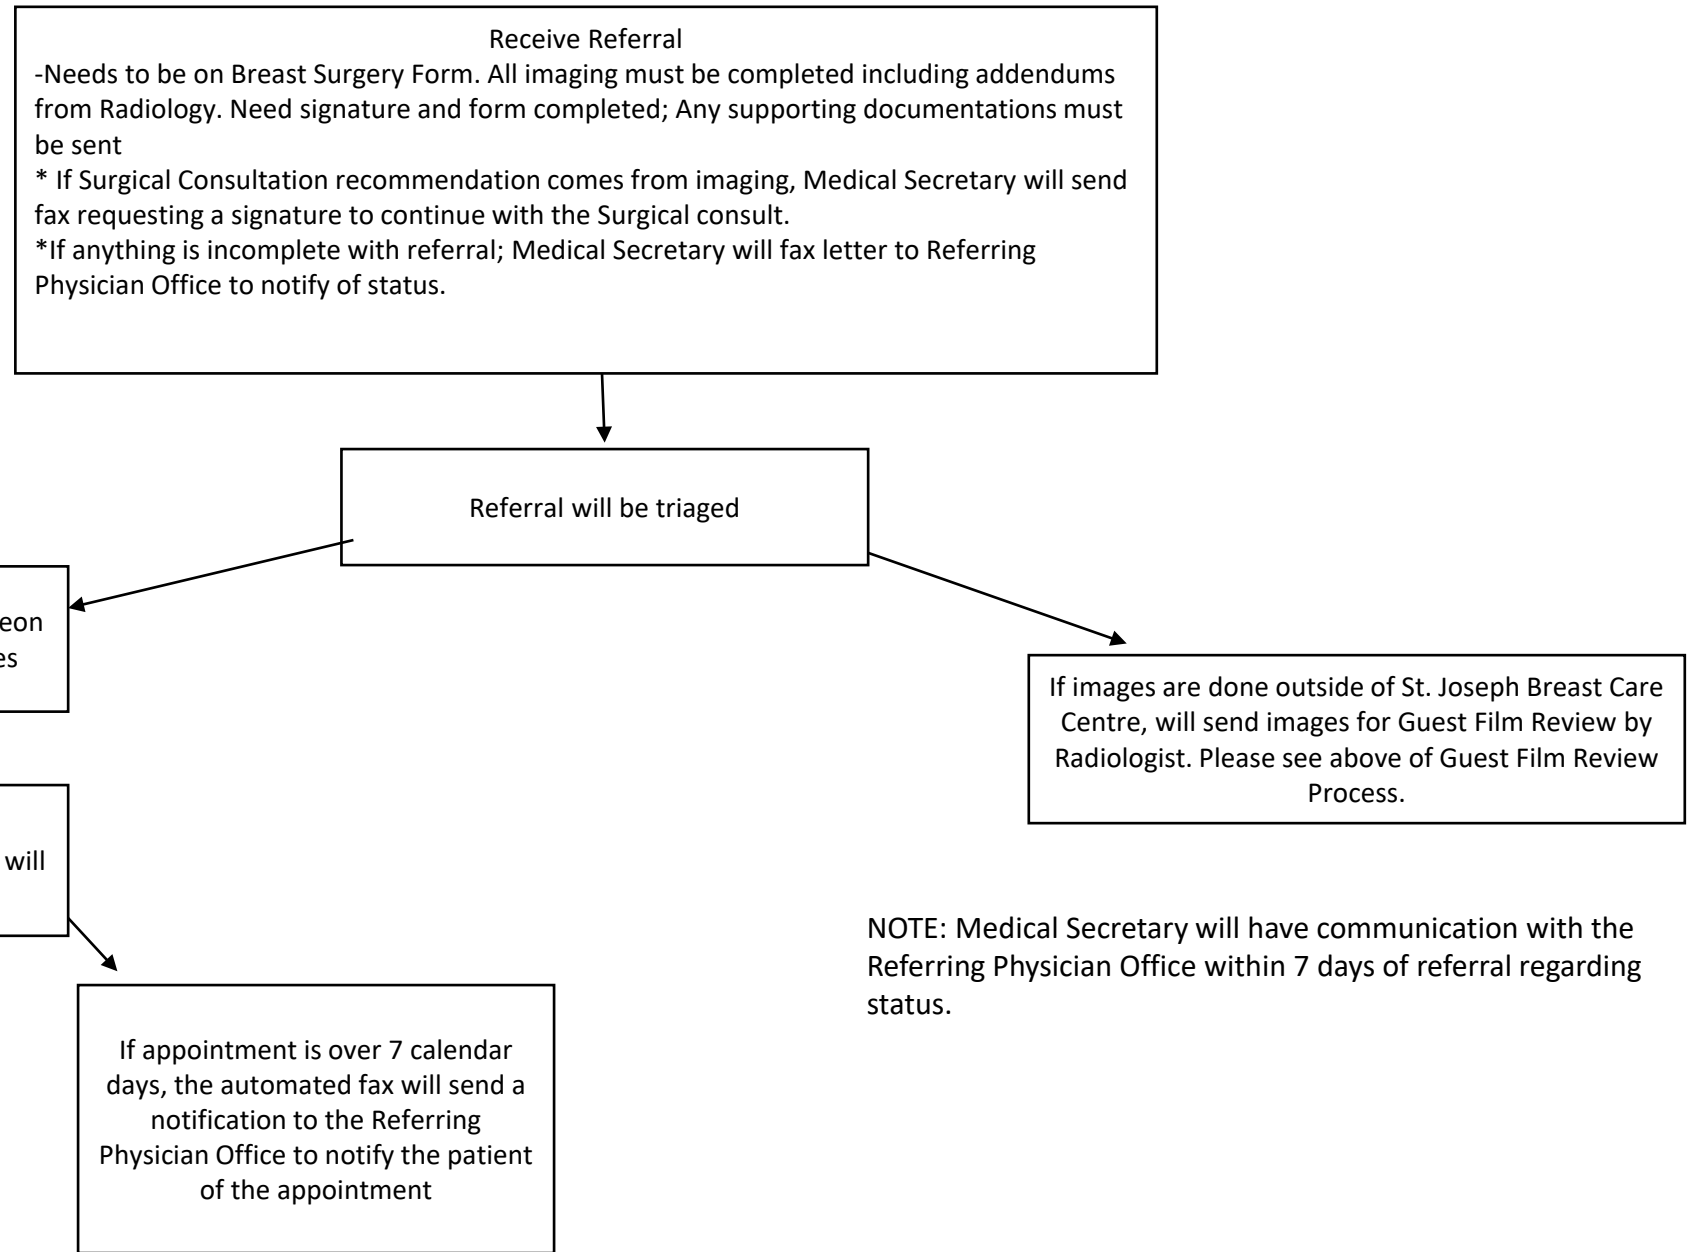 Receive Referral
-Needs to be on Breast Surgery Form. All imaging must be completed including addendums
from Radiology. Need signature and form completed; Any supporting documentations must
be sent
* If Surgical Consultation recommendation comes from imaging, Medical Secretary will send
fax requesting a signature to continue with the Surgical consult.
*If anything is incomplete with referral; Medical Secretary will fax letter to Referring
Physician Office to notify of status.
Referral will be triaged
eon
es
If images are done outside of St. Joseph Breast Care
Centre, will send images for Guest Film Review by
Radiologist. Please see above of Guest Film Review
Process.
will
NOTE: Medical Secretary will have communication with the
Referring Physician Office within 7 days of referral regarding
status.
If appointment is over 7 calendar
days, the automated fax will send a
notification to the Referring
Physician Office to notify the patient
of the appointment